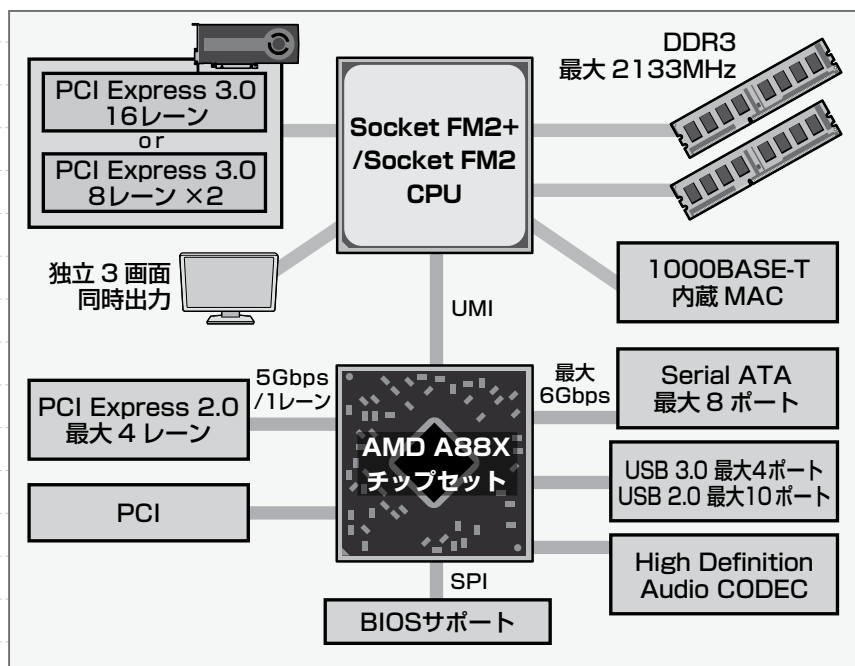 PCI Express 3.0
16レーン
or
PCI Express 3.0
8レーン ×2
Socket FM2+
/Socket FM2
CPU
DDR3
最大 2133MHz
独立 3 画面
同時出力
1000BASE-T
内蔵 MAC
UMI
PCI Express 2.0
最大 4 レーン
5Gbps
/1レーン
AMD A88X
チップセット
最大
6Gbps
Serial ATA
最大 8 ポート
PCI
USB 3.0 最大4ポート
USB 2.0 最大10ポート
High Definition
Audio CODEC
SPI
BIOSサポート